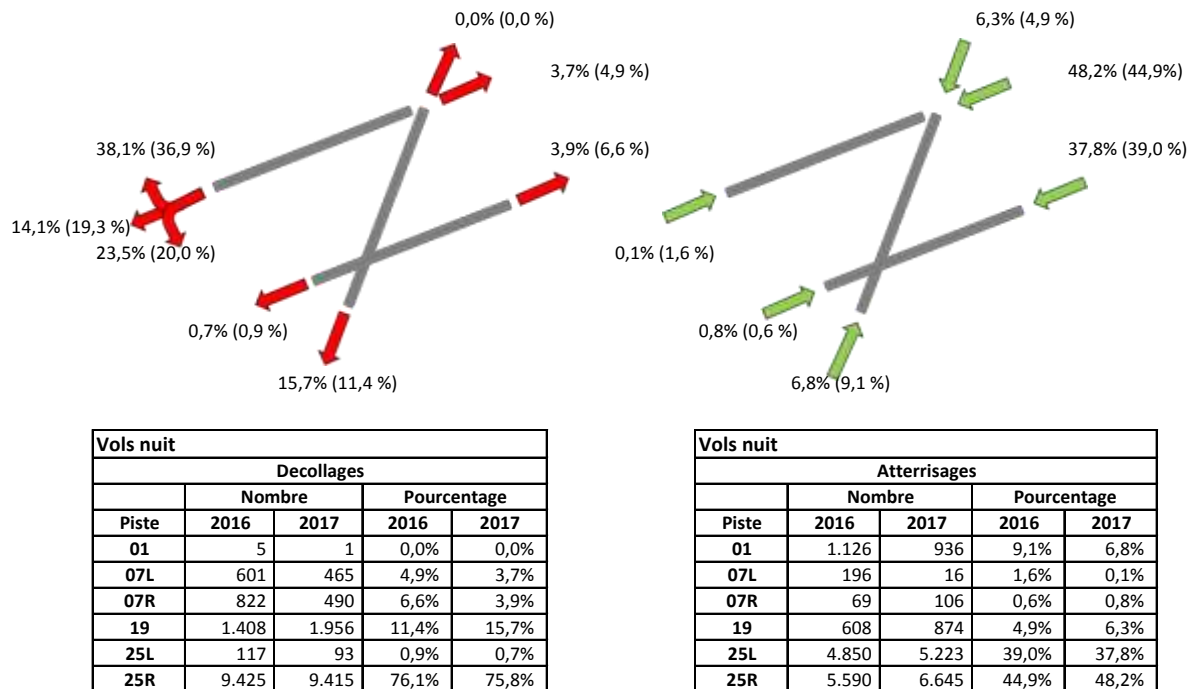 0,0% (0,0 %)
3,7% (4,9 %)
38,1% (36,9 %)
3,9% (6,6 %)
14,1% (19,3 %)
23,5% (20,0 %)
0,7% (0,9 %)
15,7% (11,4 %)
6,3% (4,9 %)
48,2% (44,9%)
37,8% (39,0 %)
0,1% (1,6 %)
0,8% (0,6 %)
6,8% (9,1 %)
Vols nuit
Decollages
Nombre Pourcentage
Piste 2016 2017 2016 2017
01 5 1 0,0% 0,0%
07L 601 465 4,9% 3,7%
07R 822 490 6,6% 3,9%
19 1.408 1.956 11,4% 15,7%
25L 117 93 0,9% 0,7%
25R 9.425 9.415 76,1% 75,8%
Vols nuit
Atterrisages
Nombre Pourcentage
Piste 2016 2017 2016 2017
01 1.126 936 9,1% 6,8%
07L 196 16 1,6% 0,1%
07R 69 106 0,6% 0,8%
19 608 874 4,9% 6,3%
25L 4.850 5.223 39,0% 37,8%
25R 5.590 6.645 44,9% 48,2%